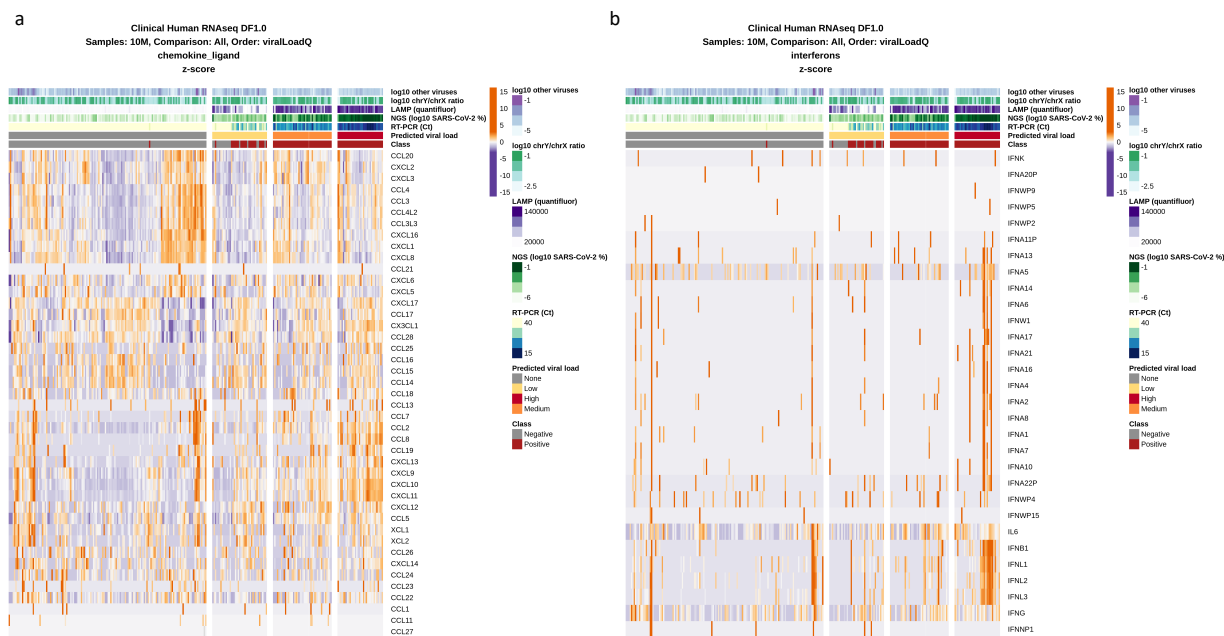 a
Clinical Human RNAseq DF1.0
Samples: 10M, Comparison: All, Order: viralLoadQ
chemokine_ligand
z-score
log10 other viruses
log10 chrY/chrX ratio
LAMP (quantifluor)
NGS (log10 SARS-CoV-2 %)
RT-PCR (Ct)
Predicted viral load
Class
CCL20
CXCL2
CXCL3
CCL4
CCL3
CCL4L2
CCL3L3
CXCL16
CXCL1
CXCL8
CCL21
CXCL6
CXCL5
CXCL17
CCL17
CX3CL1
CCL28
CCL25
CCL16
CCL15
CCL14
CCL18
CCL13
CCL7
CCL2
CCL8
CCL19
CXCL13
CXCL9
CXCL10
CXCL11
CXCL12
CCL5
XCL1
XCL2
CCL26
CXCL14
CCL24
CCL23
CCL22
CCL1
CCL11
CCL27
15
10
5
0
-5
-10
-15
log10 other viruses
-1
-5
log10 chrY/chrX ratio
-1
-2.5
LAMP (quantifluor)
140000
20000
NGS (log10 SARS-CoV-2 %)
-1
-6
RT-PCR (Ct)
40
15
Predicted viral load
None
Low
High
Medium
Class
Negative
Positive
b
Clinical Human RNAseq DF1.0
Samples: 10M, Comparison: All, Order: viralLoadQ
interferons
z-score
log10 other viruses
log10 chrY/chrX ratio
LAMP (quantifluor)
NGS (log10 SARS-CoV-2 %)
RT-PCR (Ct)
Predicted viral load
Class
IFNK
IFNA20P
IFNWP9
IFNWP5
IFNWP2
IFNA11P
IFNA13
IFNA5
IFNA14
IFNA6
IFNW1
IFNA17
IFNA21
IFNA16
IFNA4
IFNA2
IFNA8
IFNA1
IFNA7
IFNA10
IFNA22P
IFNWP4
IFNWP15
IL6
IFNB1
IFNL1
IFNL2
IFNL3
IFNG
IFNNP1
15
10
5
0
-5
-10
-15
log10 other viruses
-1
-5
log10 chrY/chrX ratio
-1
-2.5
LAMP (quantifluor)
140000
20000
NGS (log10 SARS-CoV-2 %)
-1
-6
RT-PCR (Ct)
40
15
Predicted viral load
None
Low
High
Medium
Class
Negative
Positive